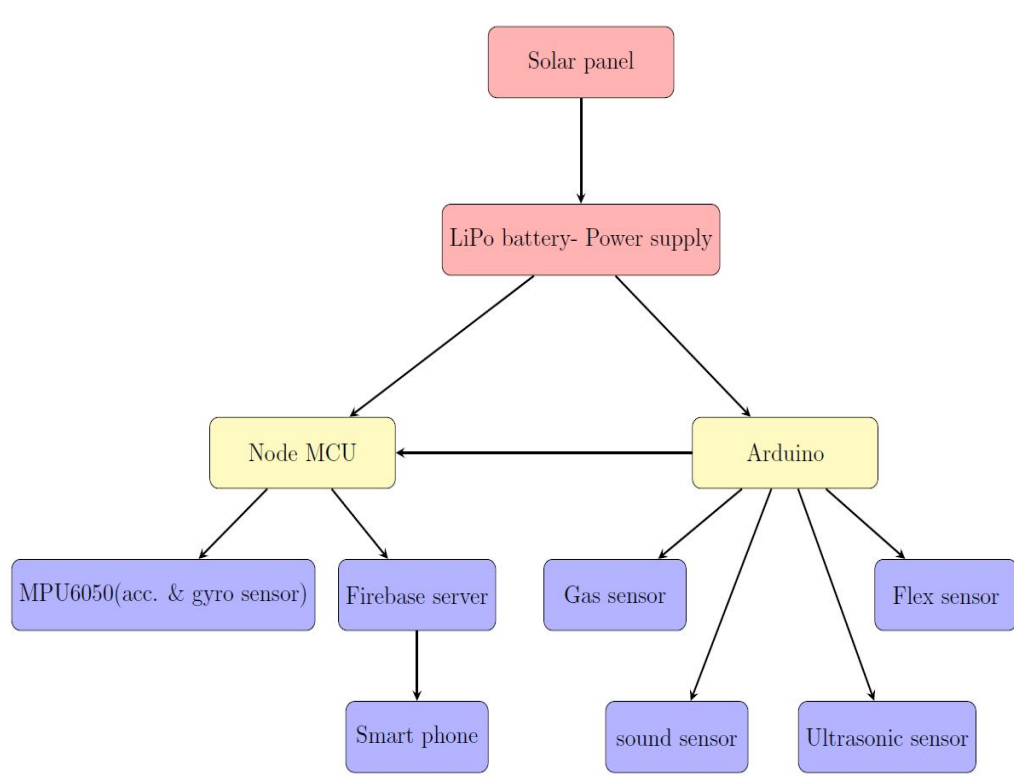 Solar panel
LiPo battery- Power supply
Node MCU
Arduino
MPU6050(acc. & gyro sensor)
Firebase server
Gas sensor
Flex sensor
Smart phone
sound sensor
Ultrasonic sensor